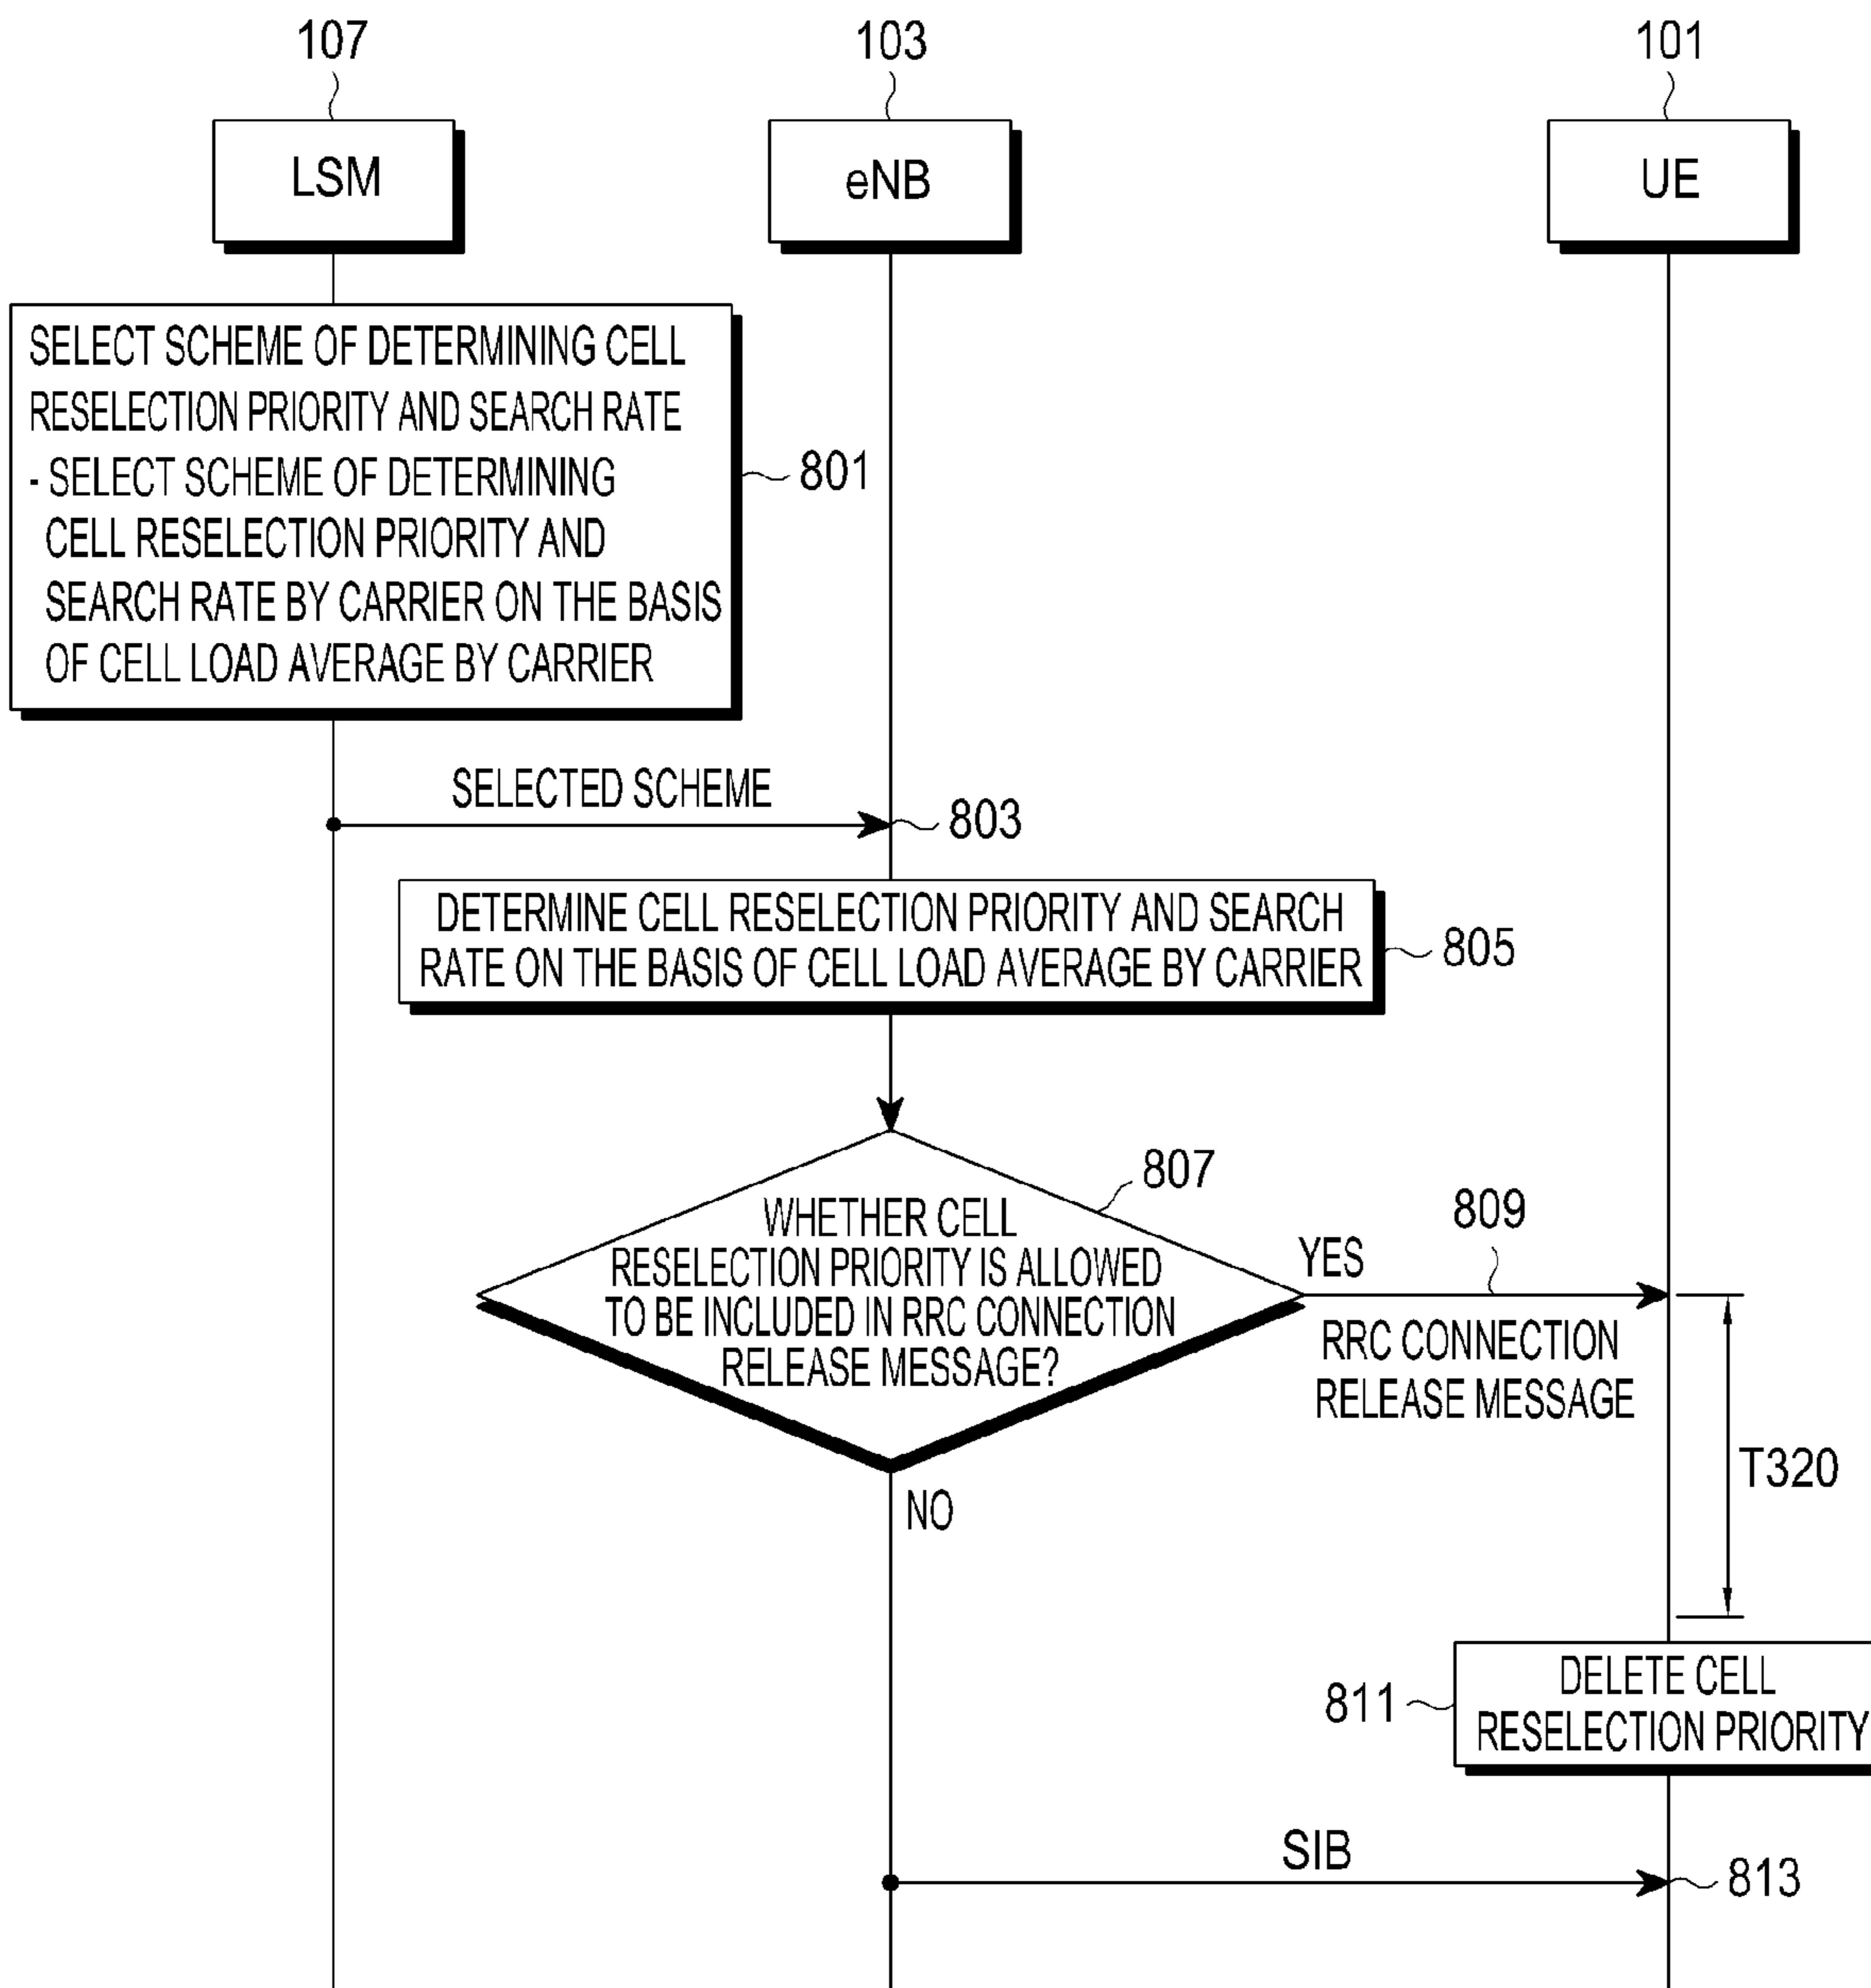 107
103
101
LSM
eNB
UE
SELECT SCHEME OF DETERMINING CELL
RESELECTION PRIORITY AND SEARCH RATE
- SELECT SCHEME OF DETERMINING
CELL RESELECTION PRIORITY AND
SEARCH RATE BY CARRIER ON THE BASIS
OF CELL LOAD AVERAGE BY CARRIER
801
SELECTED SCHEME
803
DETERMINE CELL RESELECTION PRIORITY AND SEARCH
RATE ON THE BASIS OF CELL LOAD AVERAGE BY CARRIER
805
807
WHETHER CELL
RESELECTION PRIORITY IS ALLOWED
TO BE INCLUDED IN RRC CONNECTION
RELEASE MESSAGE?
YES
809
RRC CONNECTION
RELEASE MESSAGE
T320
NO
811
DELETE CELL
RESELECTION PRIORITY
SIB
813